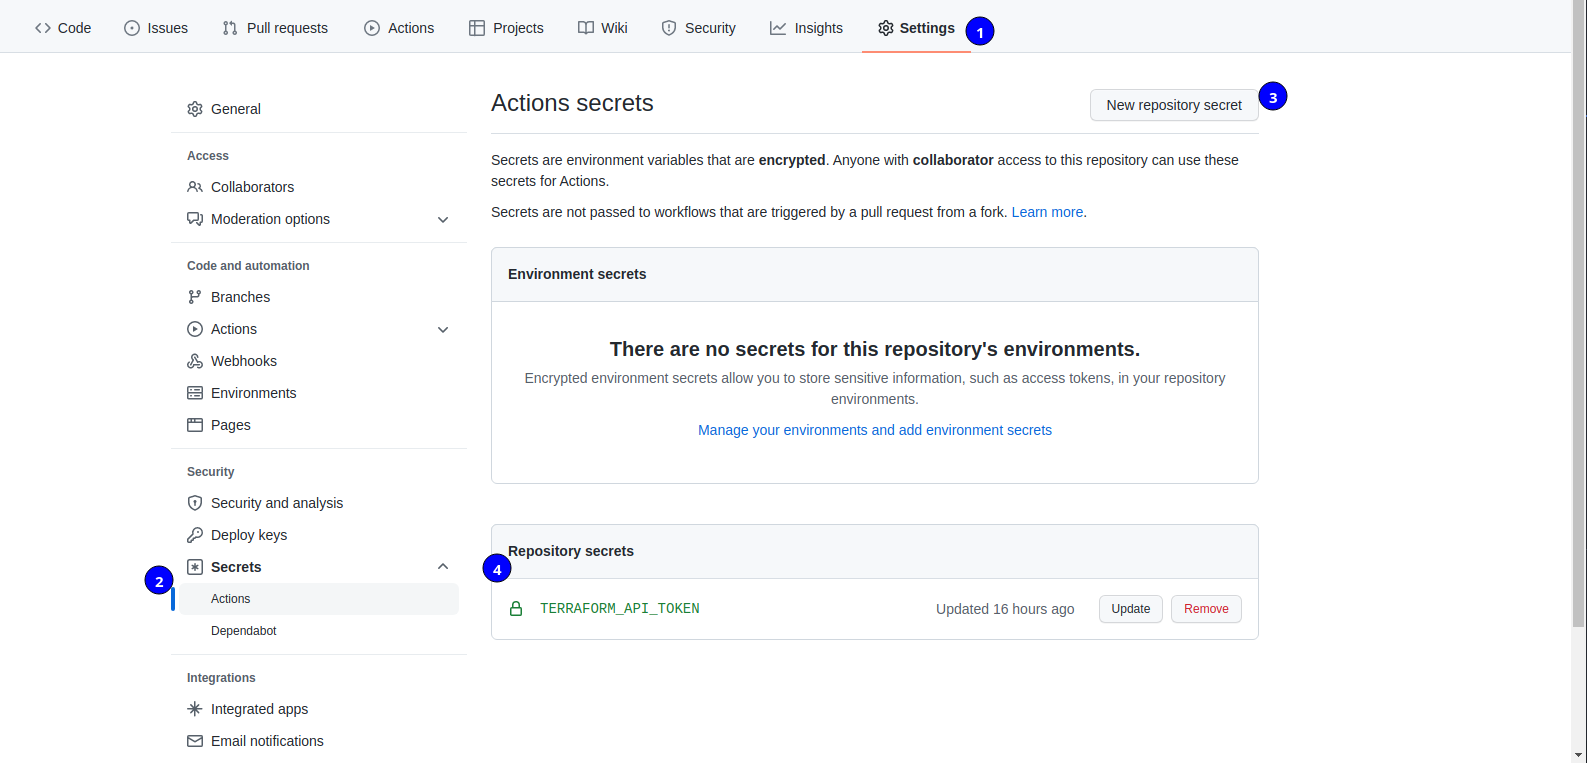 Code Issues Pull requests Actions Projects Wiki Security Insights Settings 1
General
Access
Collaborators
Moderation options
Code and automation
Branches
Actions
Webhooks
Environments
Pages
Security
Security and analysis
Deploy keys
Secrets
2
Actions
Dependabot
Integrations
Integrated apps
Email notifications
Actions secrets
New repository secret 3
Secrets are environment variables that are encrypted. Anyone with collaborator access to this repository can use these
secrets for Actions.
Secrets are not passed to workflows that are triggered by a pull request from a fork. Learn more.
Environment secrets
There are no secrets for this repository's environments.
Encrypted environment secrets allow you to store sensitive information, such as access tokens, in your repository
environments.
Manage your environments and add environment secrets
Repository secrets
4
TERRAFORM_API_TOKEN Updated 16 hours ago Update Remove